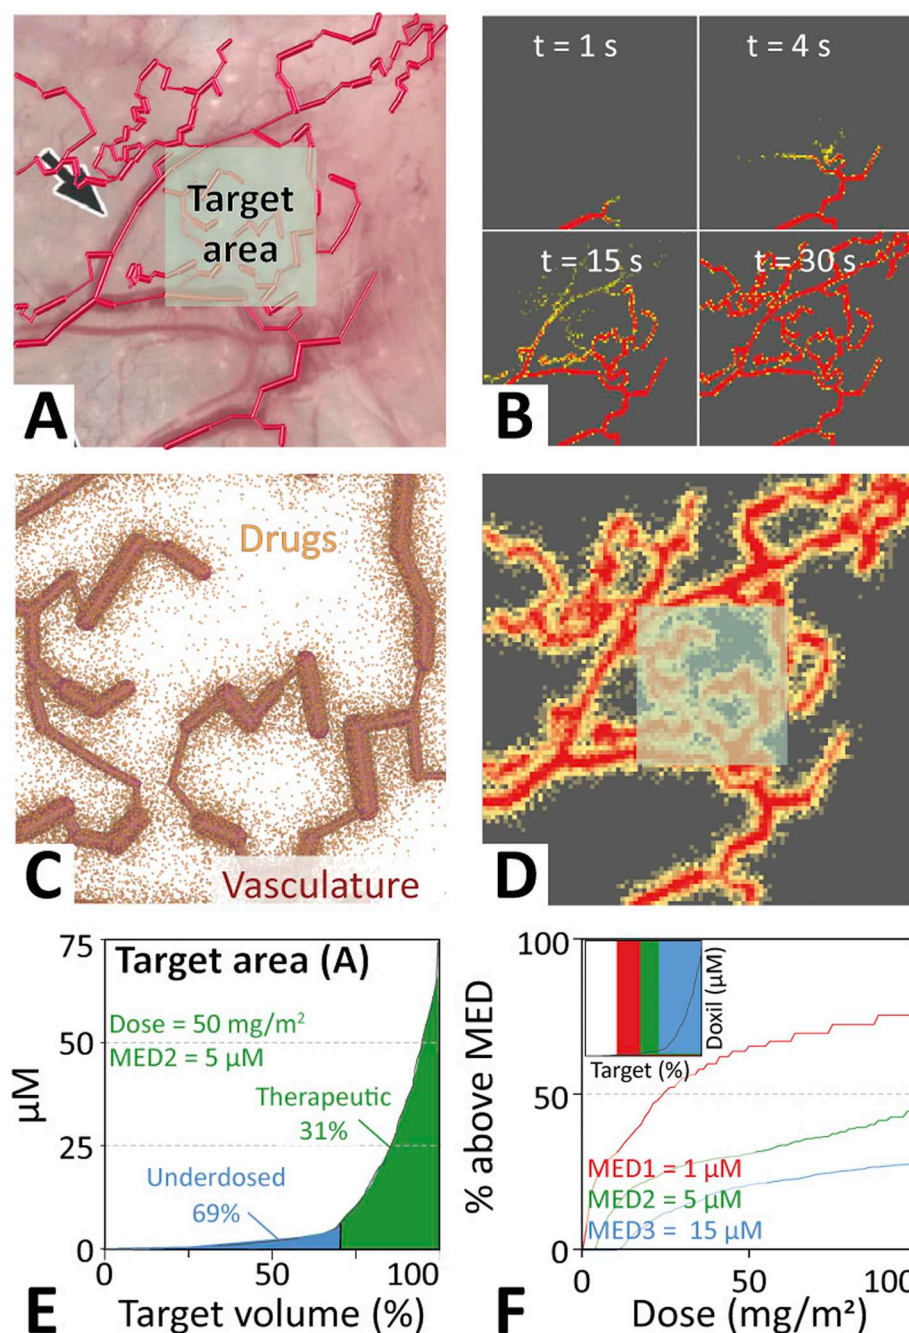 Target
area
A
t = 1 s
t = 4 s
t = 15 s
t = 30 s
B
Drugs
Vasculature
C
D
75
50
25
0
μM
Target area (A)
Dose = 50 mg/m²
MED2 = 5 μM
Therapeutic
31%
Underdosed
69%
0
50
100
Target volume (%)
E
100
50
0
% above MED
Doxil (μM)
Target (%)
MED1 = 1 μM
MED2 = 5 μM
MED3 = 15 μM
0
50
100
Dose (mg/m²)
F